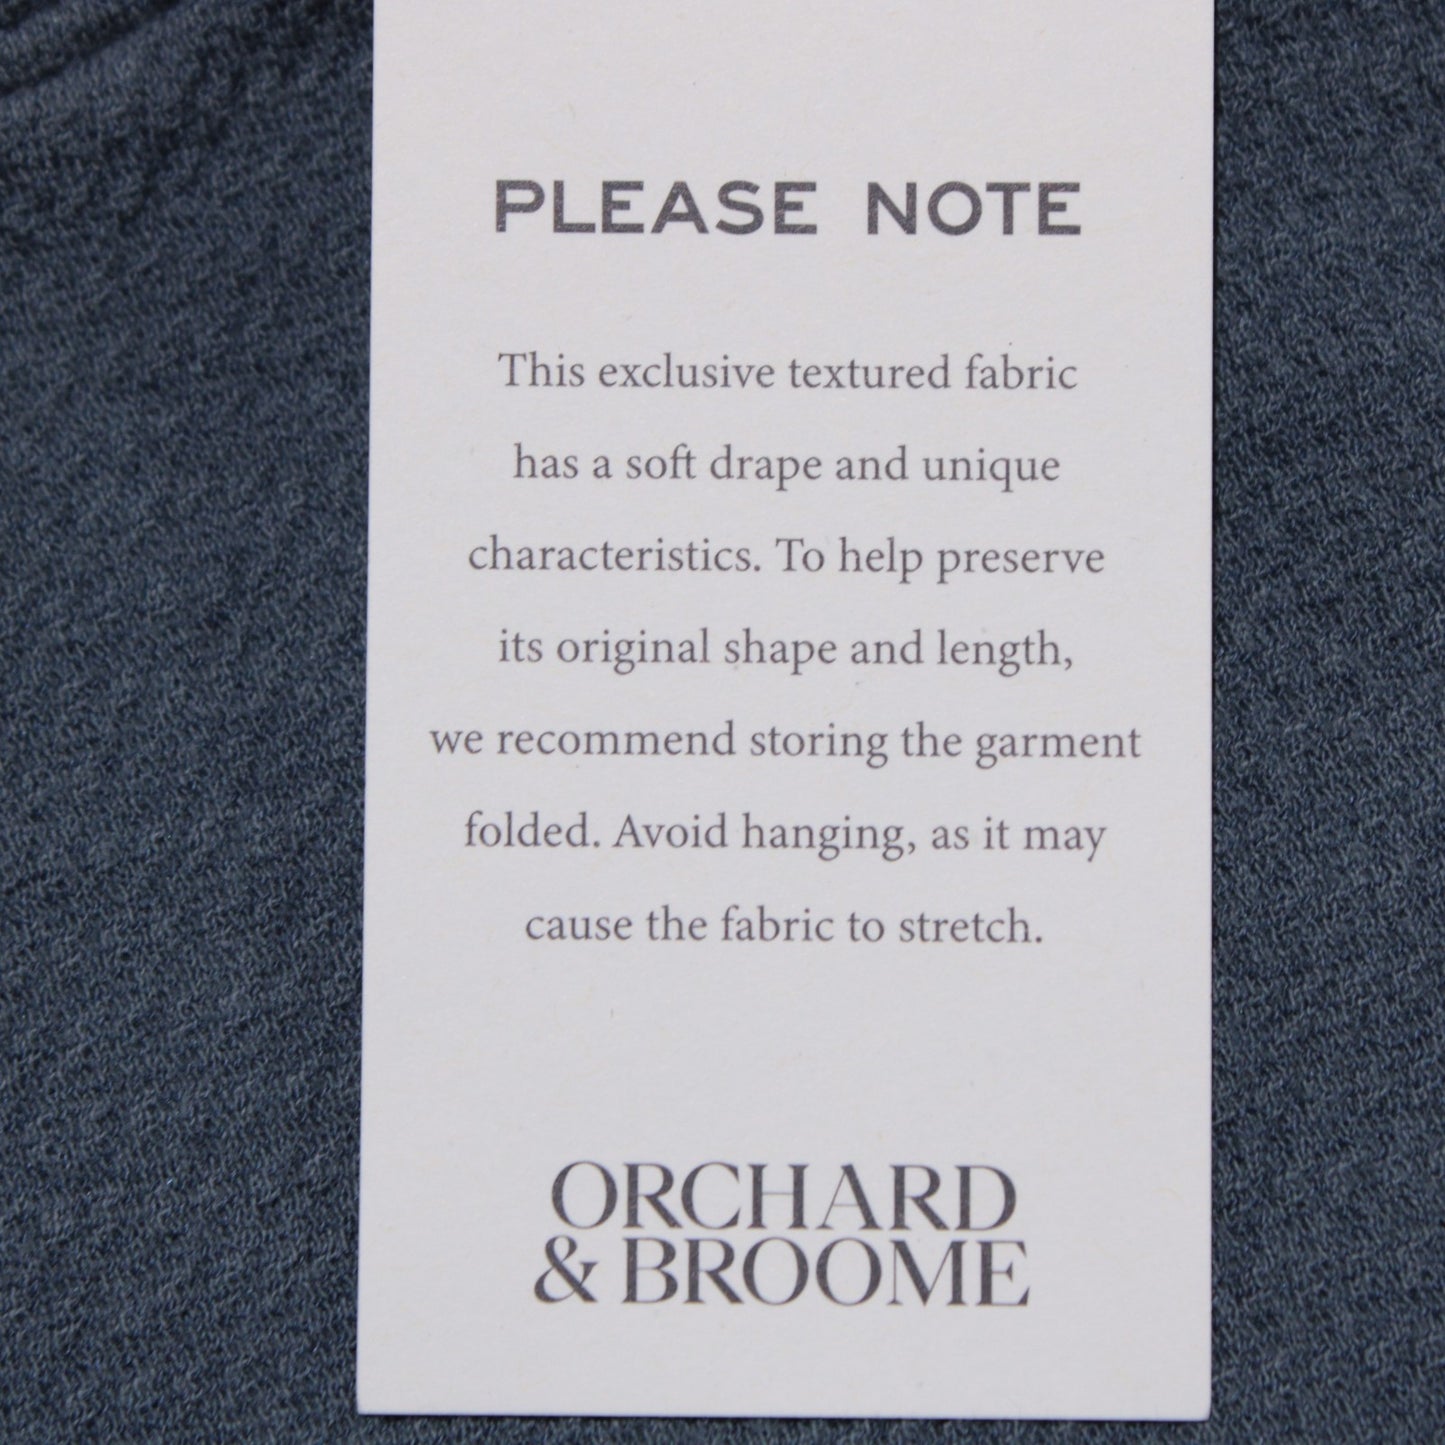 PLEASE NOTE
This exclusive textured fabric
has a soft drape and unique
characteristics. To help preserve
its original shape and length,
we recommend storing the garment
folded. Avoid hanging, as it may
cause the fabric to stretch.
ORCHARD
& BROOME